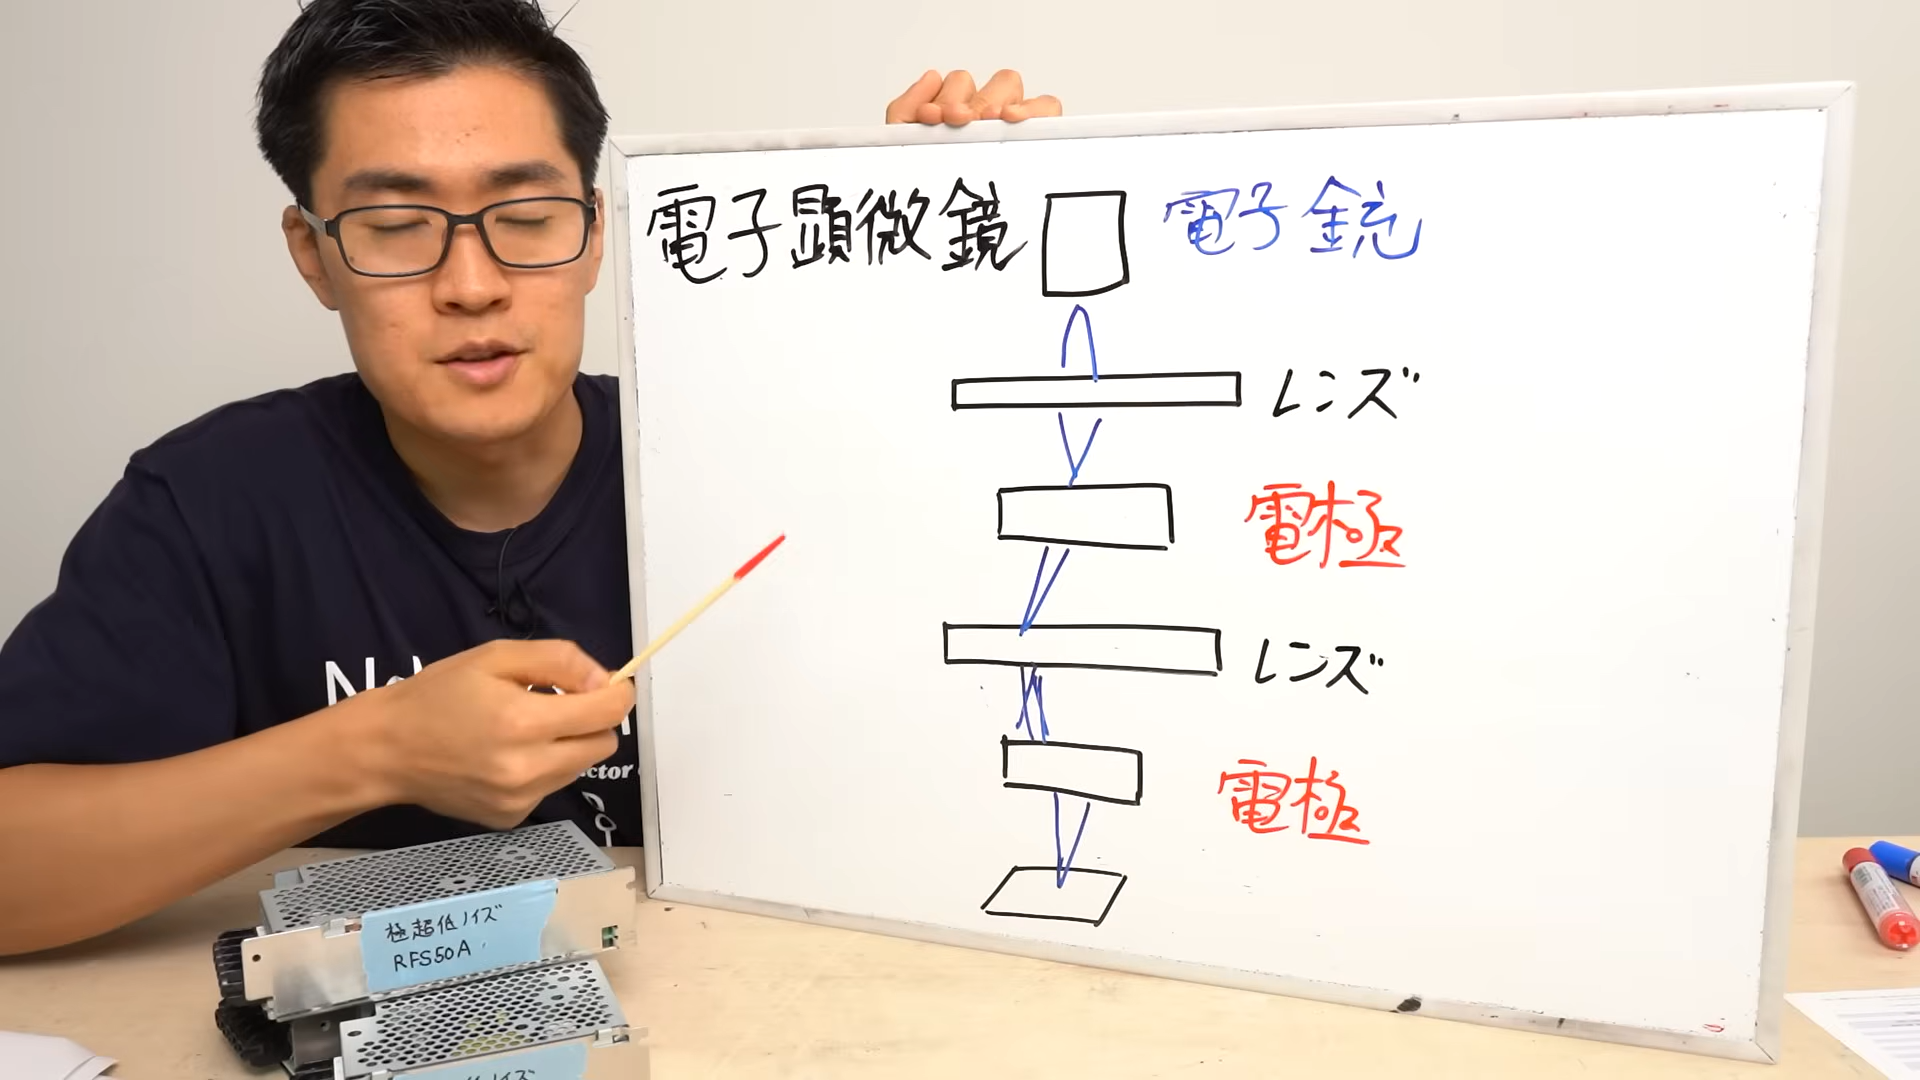 電子顕微鏡
電子銃
レンズ
電極
レンズ
電極
極超低ノイズ
RFS50A